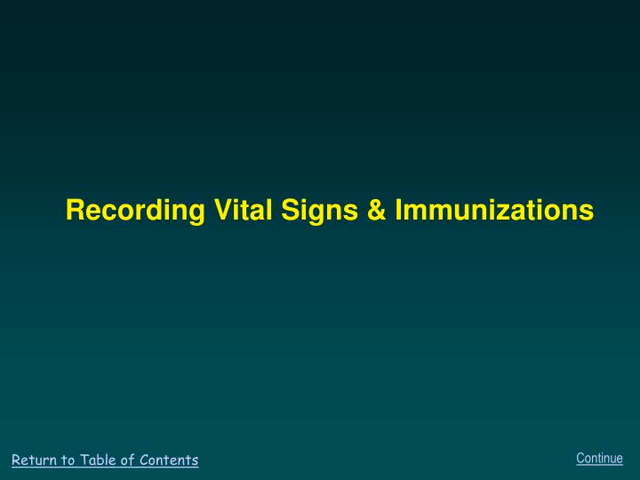 Recording Vital Signs & Immunizations
Return to Table of Contents
Continue